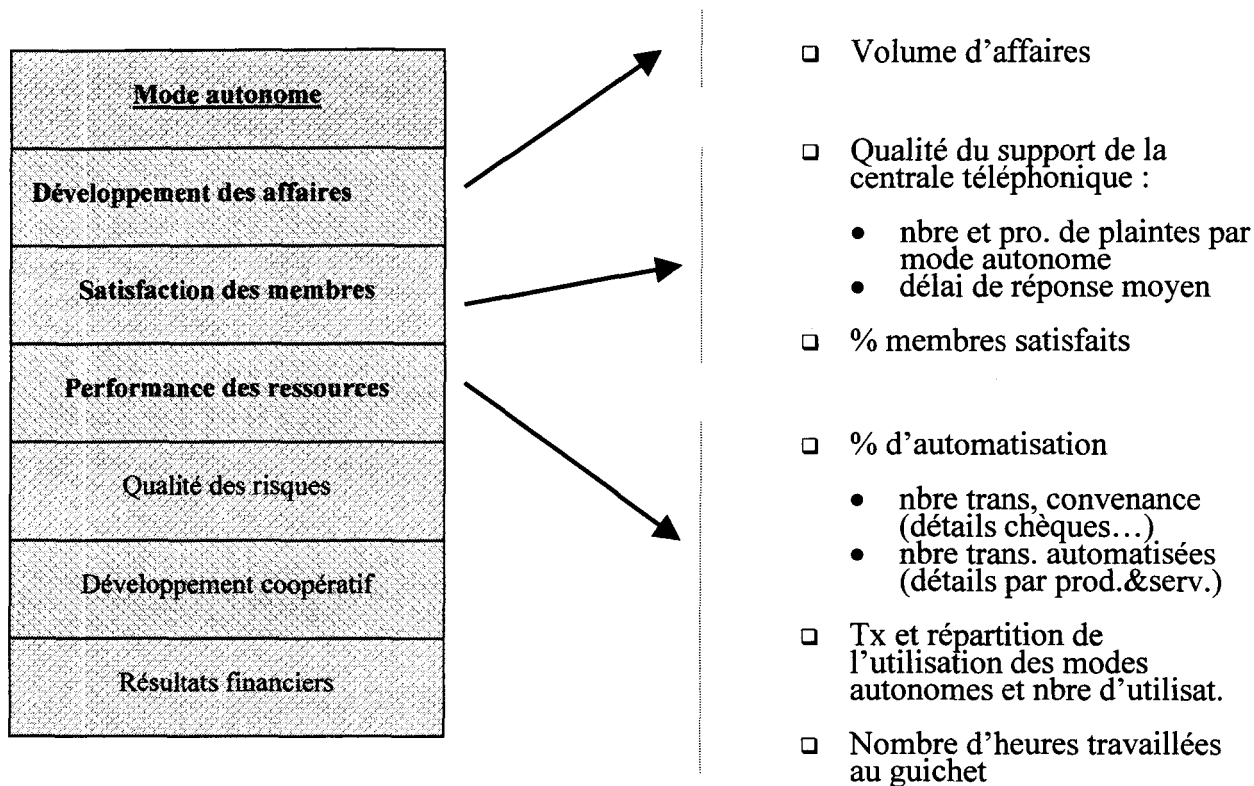 Mode autonome
Développement des affaires
Satisfaction des membres
Performance des ressources
Qualité des risques
Développement coopératif
Résultats financiers
❑ Volume d'affaires
❑ Qualité du support de la
centrale téléphonique :
• nbre et pro. de plaintes par
mode autonome
• délai de réponse moyen
❑ % membres satisfaits
❑ % d'automatisation
• nbre trans, convenance
(détails chèques…)
• nbre trans. automatisées
(détails par prod.&serv.)
❑ Tx et répartition de
l'utilisation des modes
autonomes et nbre d'utilisat.
❑ Nombre d'heures travaillées
au guichet